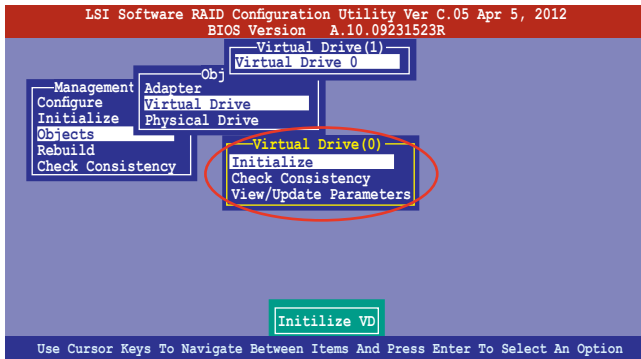 LSI Software RAID Configuration Utility Ver C.05 Apr 5, 2012
BIOS Version A.10.09231523R
Virtual Drive(1)
Virtual Drive 0
Obj
Adapter
Virtual Drive
Physical Drive
Management
Configure
Initialize
Objects
Rebuild
Check Consistency
Virtual Drive(0)
Initialize
Check Consistency
View/Update Parameters
Initilize VD
Use Cursor Keys To Navigate Between Items And Press Enter To Select An Option